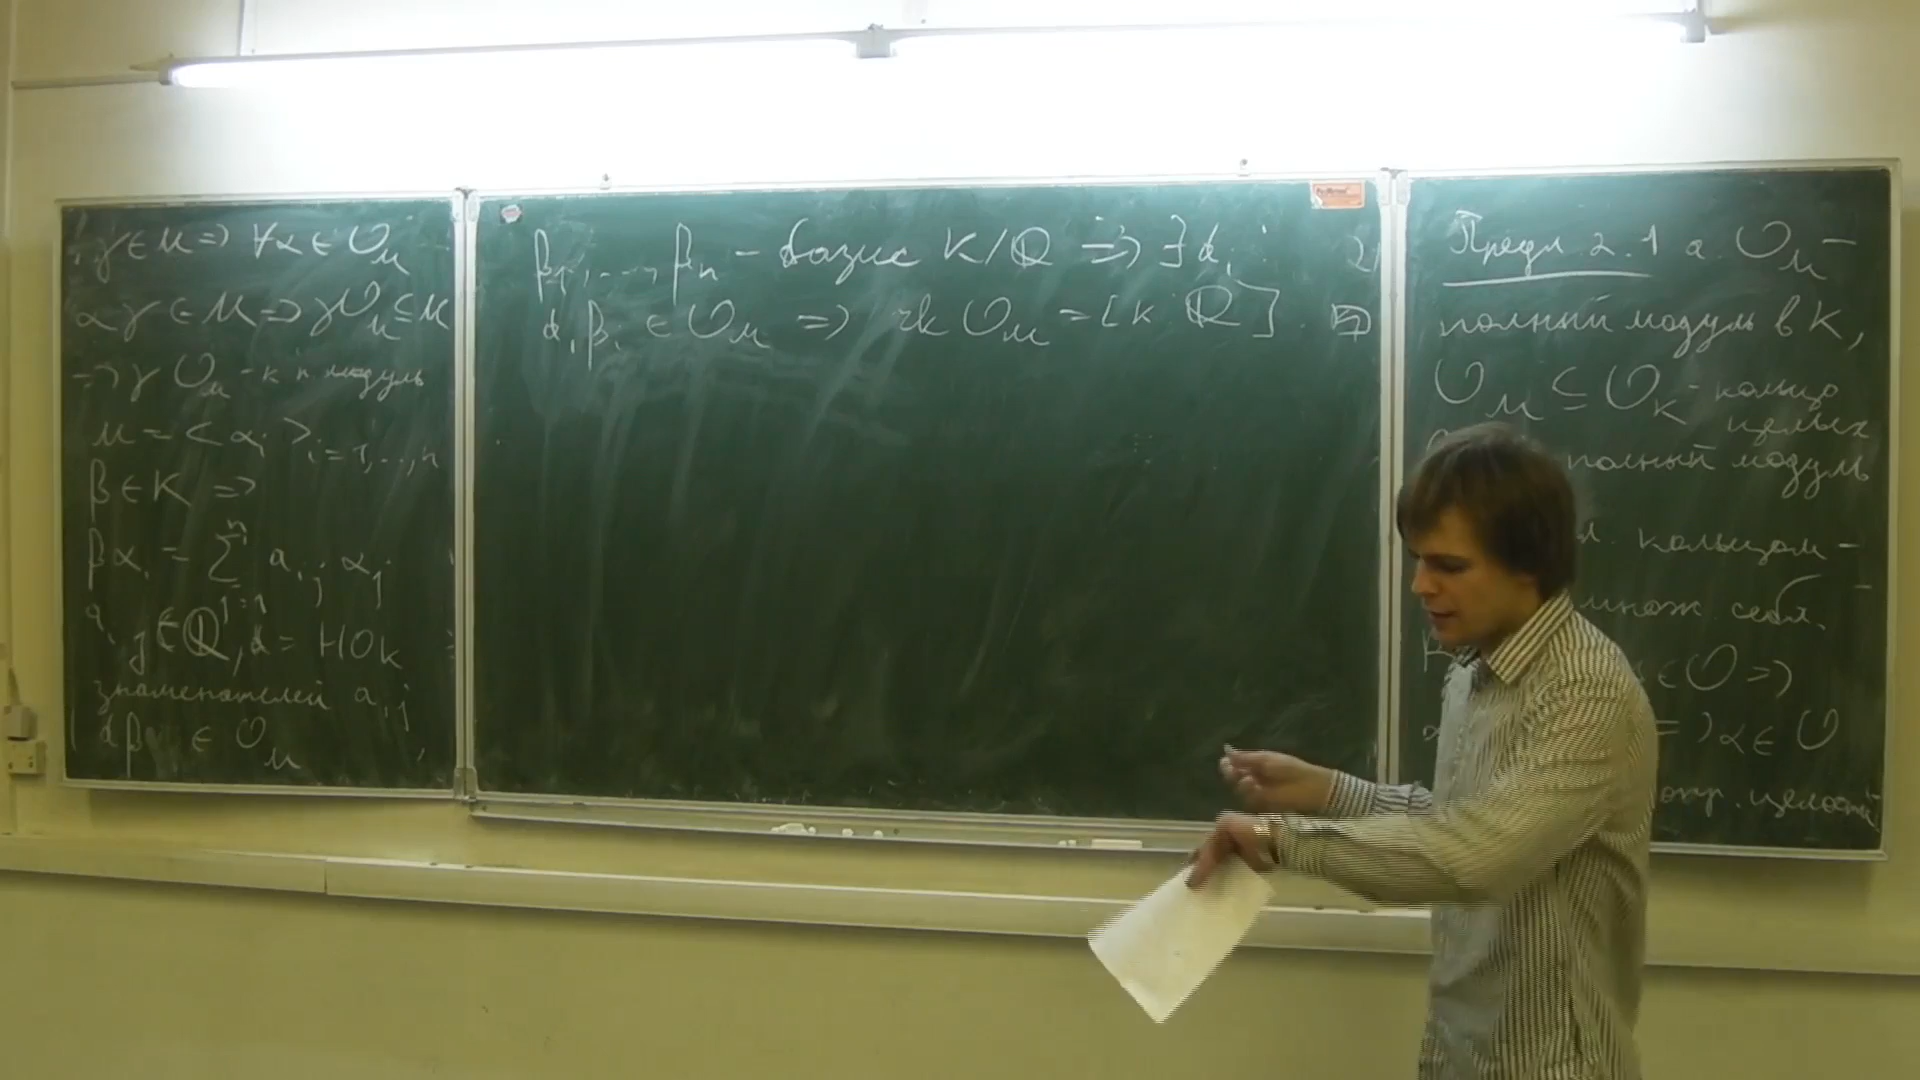 γ ∈ M => ∀α ∈ O_M
αγ ∈ M => γO_M ⊆ M
=> γ O_M - к п модуль
M = < α_i >_{i=1,..,n}
β ∈ K =>
βα_i = ∑_{j=1}^{n} a_{ij} α_j
a_{ij} ∈ ℚ, d = НОК
знаменателей a_{ij}
dβ ∈ O_M
β_1, ..., β_n - базис K/ℚ => ∃ d_i :
d_i β_i ∈ O_M => rk O_M = [K ℚ].
Предл 2.1 а. O_M -
полный модуль в K,
O_M ⊆ O_K - кольцо
целых
полный модуль
кольцом -
множ. себя.
∈ O =>
=> α ∈ O